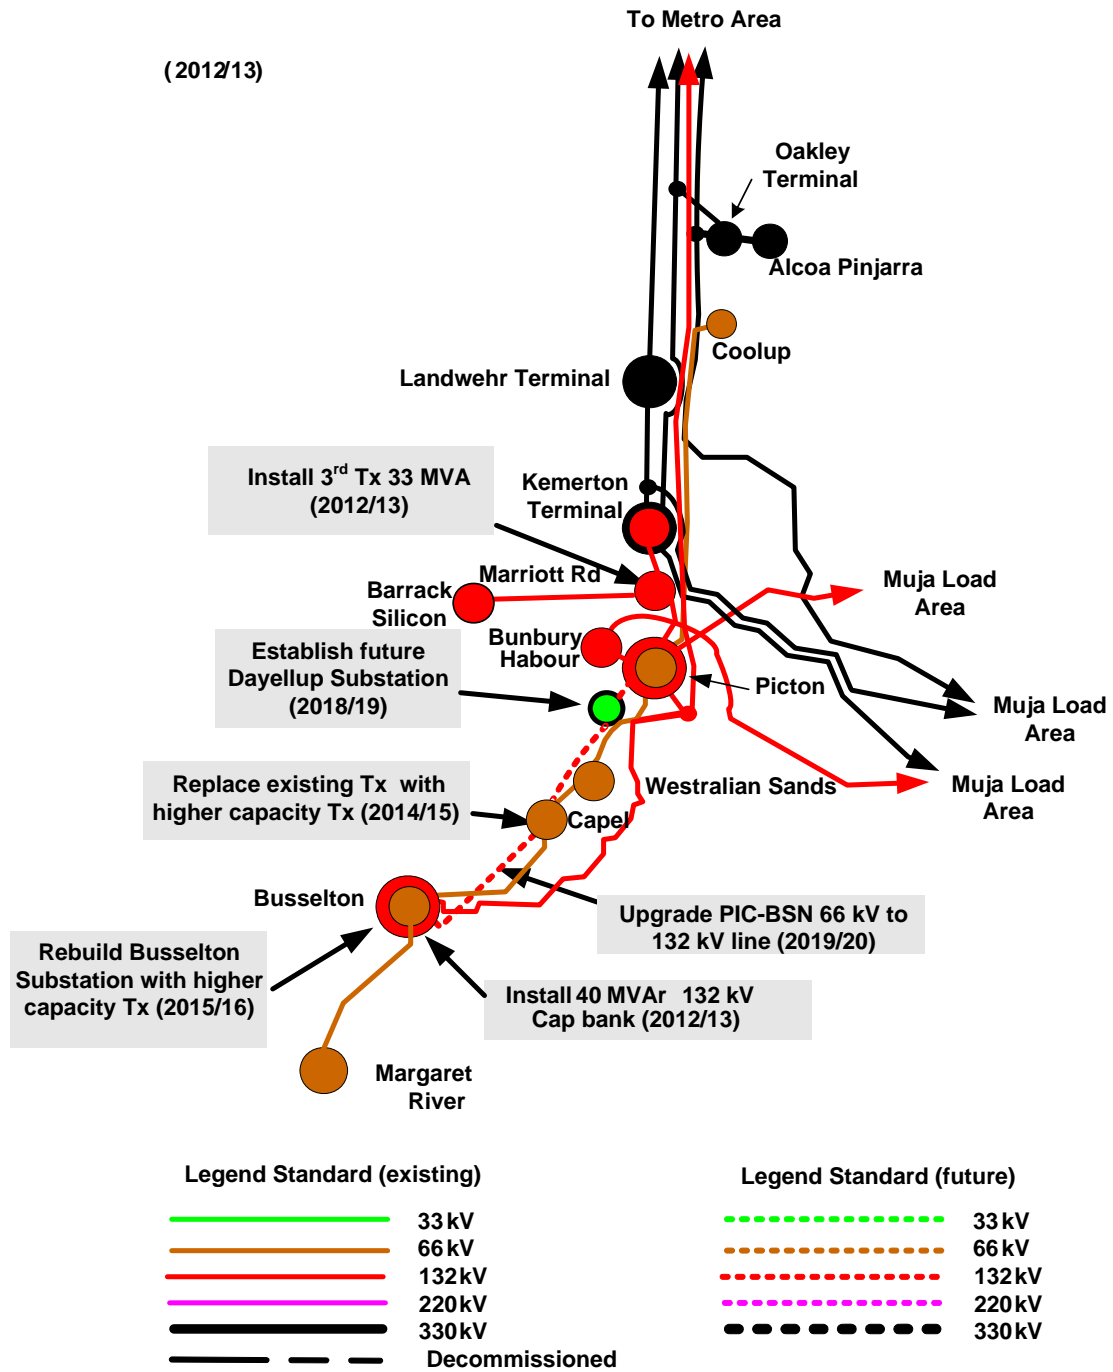 To Metro Area
(2012/13)
Oakley
Terminal
Alcoa Pinjarra
Coolup
Landwehr Terminal
Install 3rd Tx 33 MVA
(2012/13)
Kemerton
Terminal
Marriott Rd
Barrack
Silicon
Muja Load
Area
Bunbury
Habour
Establish future
Dayellup Substation
(2018/19)
Picton
Muja Load
Area
Replace existing Tx with
higher capacity Tx (2014/15)
Westralian Sands
Muja Load
Area
Capel
Busselton
Upgrade PIC-BSN 66 kV to
132 kV line (2019/20)
Rebuild Busselton
Substation with higher
capacity Tx (2015/16)
Install 40 MVAr 132 kV
Cap bank (2012/13)
Margaret
River
Legend Standard (existing)
33 kV
66 kV
132 kV
220 kV
330 kV
Decommissioned
Legend Standard (future)
33 kV
66 kV
132 kV
220 kV
330 kV